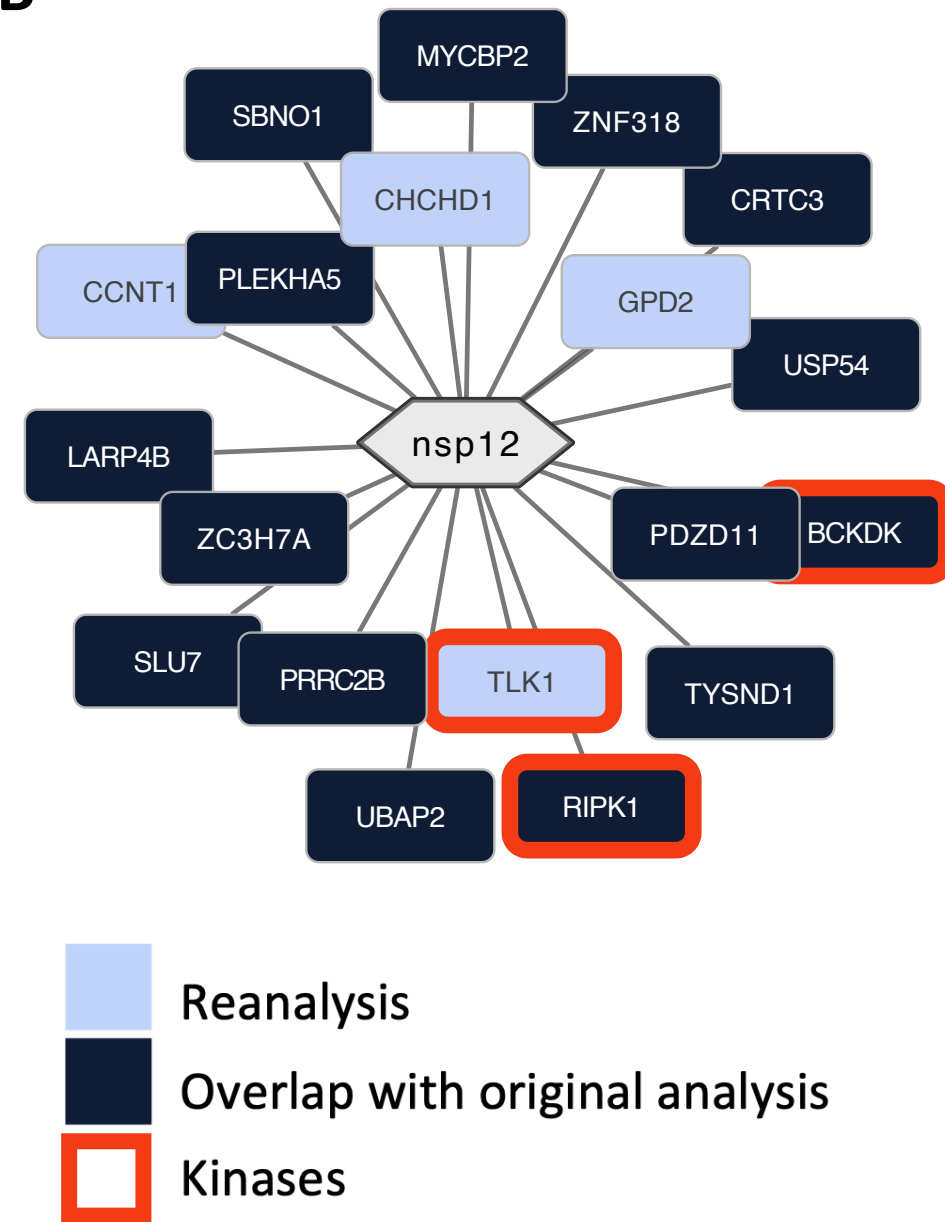 MYCBP2
SBNO1
ZNF318
CHCHD1
CRTC3
PLEKHA5
CCNT1
GPD2
USP54
nsp12
LARP4B
ZC3H7A
PDZD11
BCKDK
SLU7
PRRC2B
TLK1
TYSND1
UBAP2
RIPK1
Reanalysis
Overlap with original analysis
Kinases